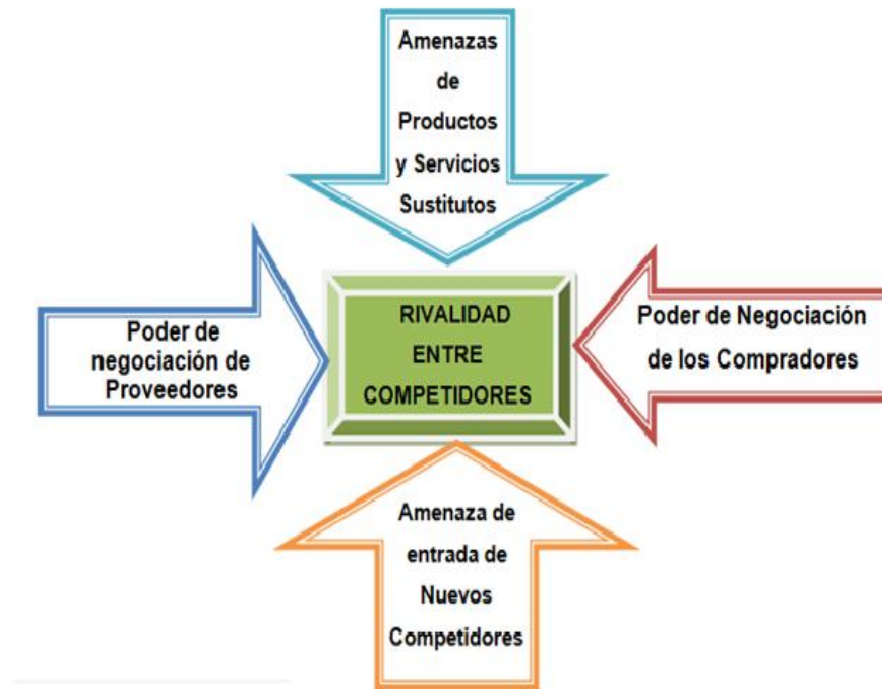 Amenazas
de
Productos
y Servicios
Sustitutos
Poder de
negociación de
Proveedores
RIVALIDAD
ENTRE
COMPETIDORES
Poder de Negociación
de los Compradores
Amenaza de
entrada de
Nuevos
Competidores